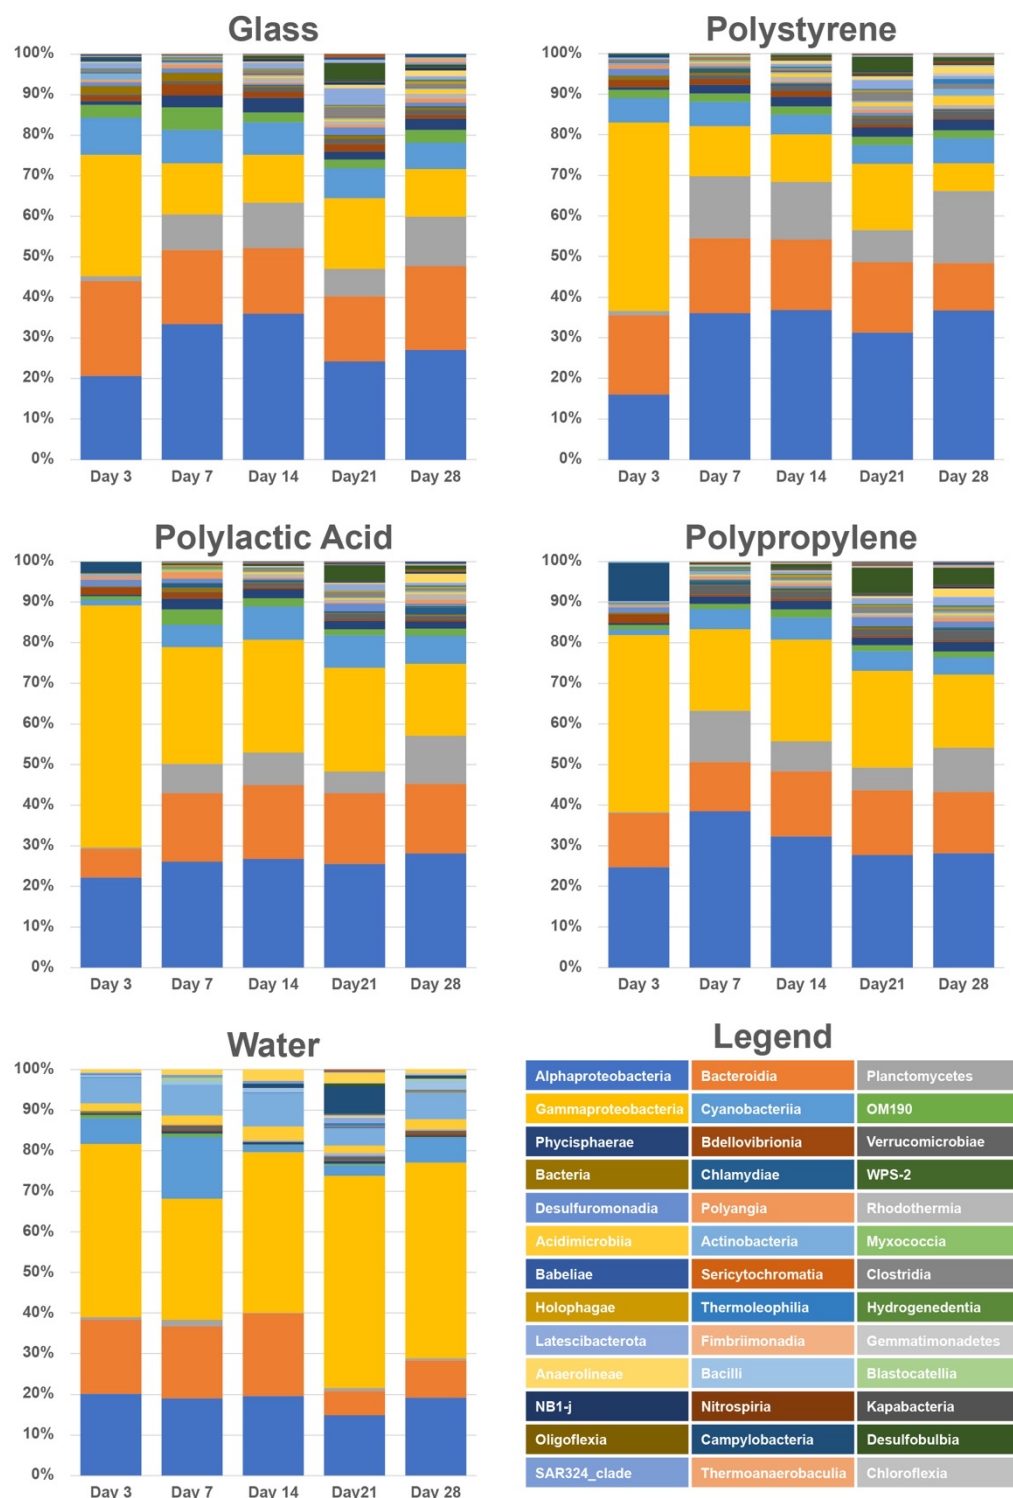 Glass
Polystyrene
100%
90%
80%
70%
60%
50%
40%
30%
20%
10%
0%
Day 3 Day 7 Day 14 Day21 Day 28
100%
90%
80%
70%
60%
50%
40%
30%
20%
10%
0%
Day 3 Day 7 Day 14 Day21 Day 28
Polylactic Acid
Polypropylene
100%
90%
80%
70%
60%
50%
40%
30%
20%
10%
0%
Day 3 Day 7 Day 14 Day21 Day 28
100%
90%
80%
70%
60%
50%
40%
30%
20%
10%
0%
Day 3 Day 7 Day 14 Day21 Day 28
Water
100%
90%
80%
70%
60%
50%
40%
30%
20%
10%
0%
Day 3 Day 7 Day 14 Day21 Day 28
Legend
Alphaproteobacteria Bacteroidia Planctomycetes
Gammaproteobacteria Cyanobacteriia OM190
Phycisphaerae Bdellovibrionia Verrucomicrobiae
Bacteria Chlamydiae WPS-2
Desulfuromonadia Polyangia Rhodothermia
Acidimicrobiia Actinobacteria Myxococcia
Babeliae Sericytochromatia Clostridia
Holophagae Thermoleophilia Hydrogenedentia
Latescibacterota Fimbriimonadia Gemmatimonadetes
Anaerolineae Bacilli Blastocatellia
NB1-j Nitrospiria Kapabacteria
Oligoflexia Campylobacteria Desulfobulbia
SAR324_clade Thermoanaerobaculia Chloroflexia